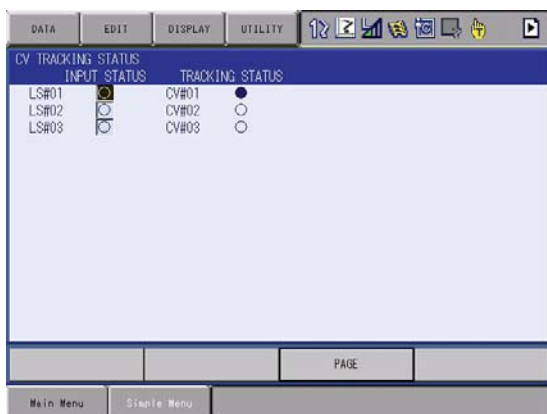 DATA EDIT DISPLAY UTILITY
CV TRACKING STATUS
INPUT STATUS TRACKING STATUS
LS#01 CV#01
LS#02 CV#02
LS#03 CV#03
PAGE
Main Menu Simple Menu